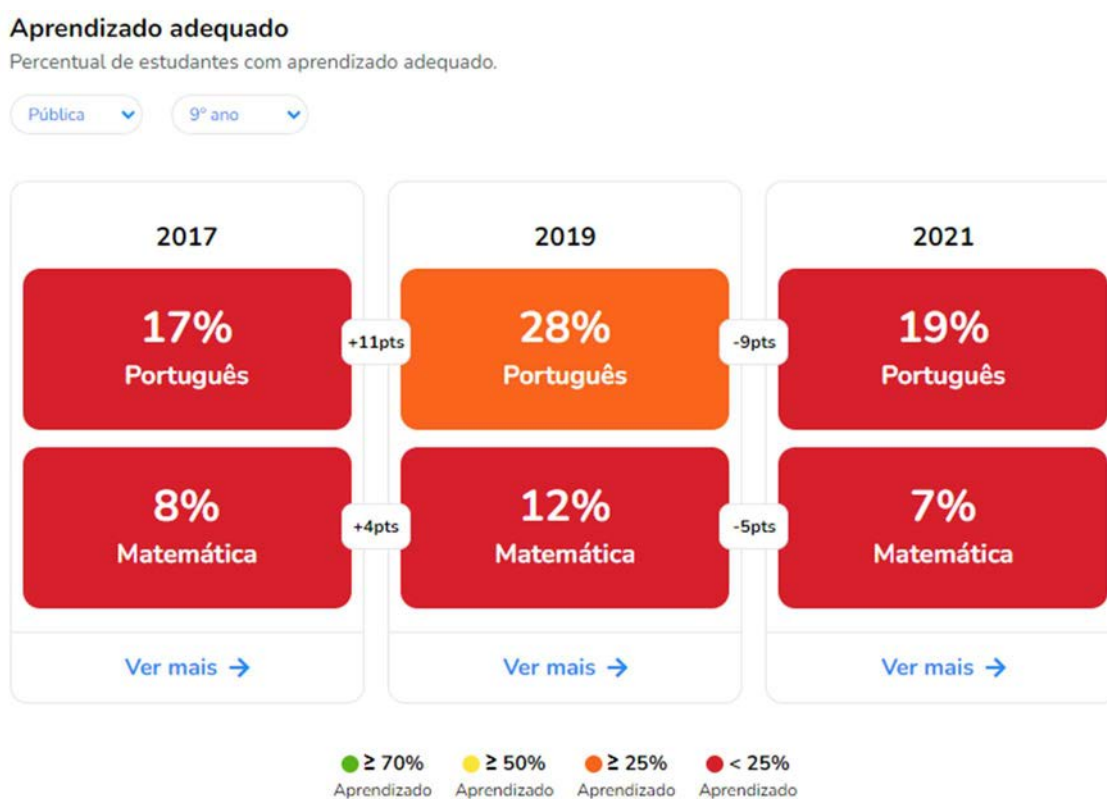 Aprendizado adequado
Percentual de estudantes com aprendizado adequado.
Pública
9º ano
2017
2019
2021
17%
Português
+11pts
28%
Português
-9pts
19%
Português
8%
Matemática
+4pts
12%
Matemática
-5pts
7%
Matemática
Ver mais →
Ver mais →
Ver mais →
≥ 70%
Aprendizado
≥ 50%
Aprendizado
≥ 25%
Aprendizado
< 25%
Aprendizado